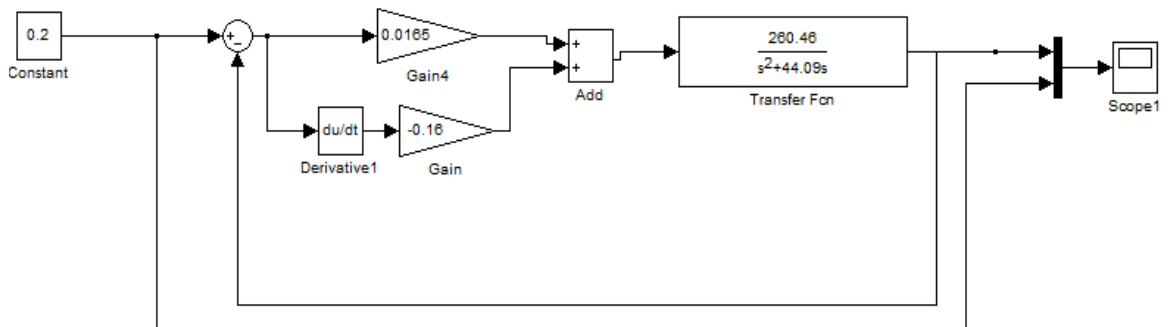 0.2
Constant
+
−
0.0165
Gain4
du/dt
Derivative1
-0.16
Gain
+
+
Add
260.46
s²+44.09s
Transfer Fcn
Scope1